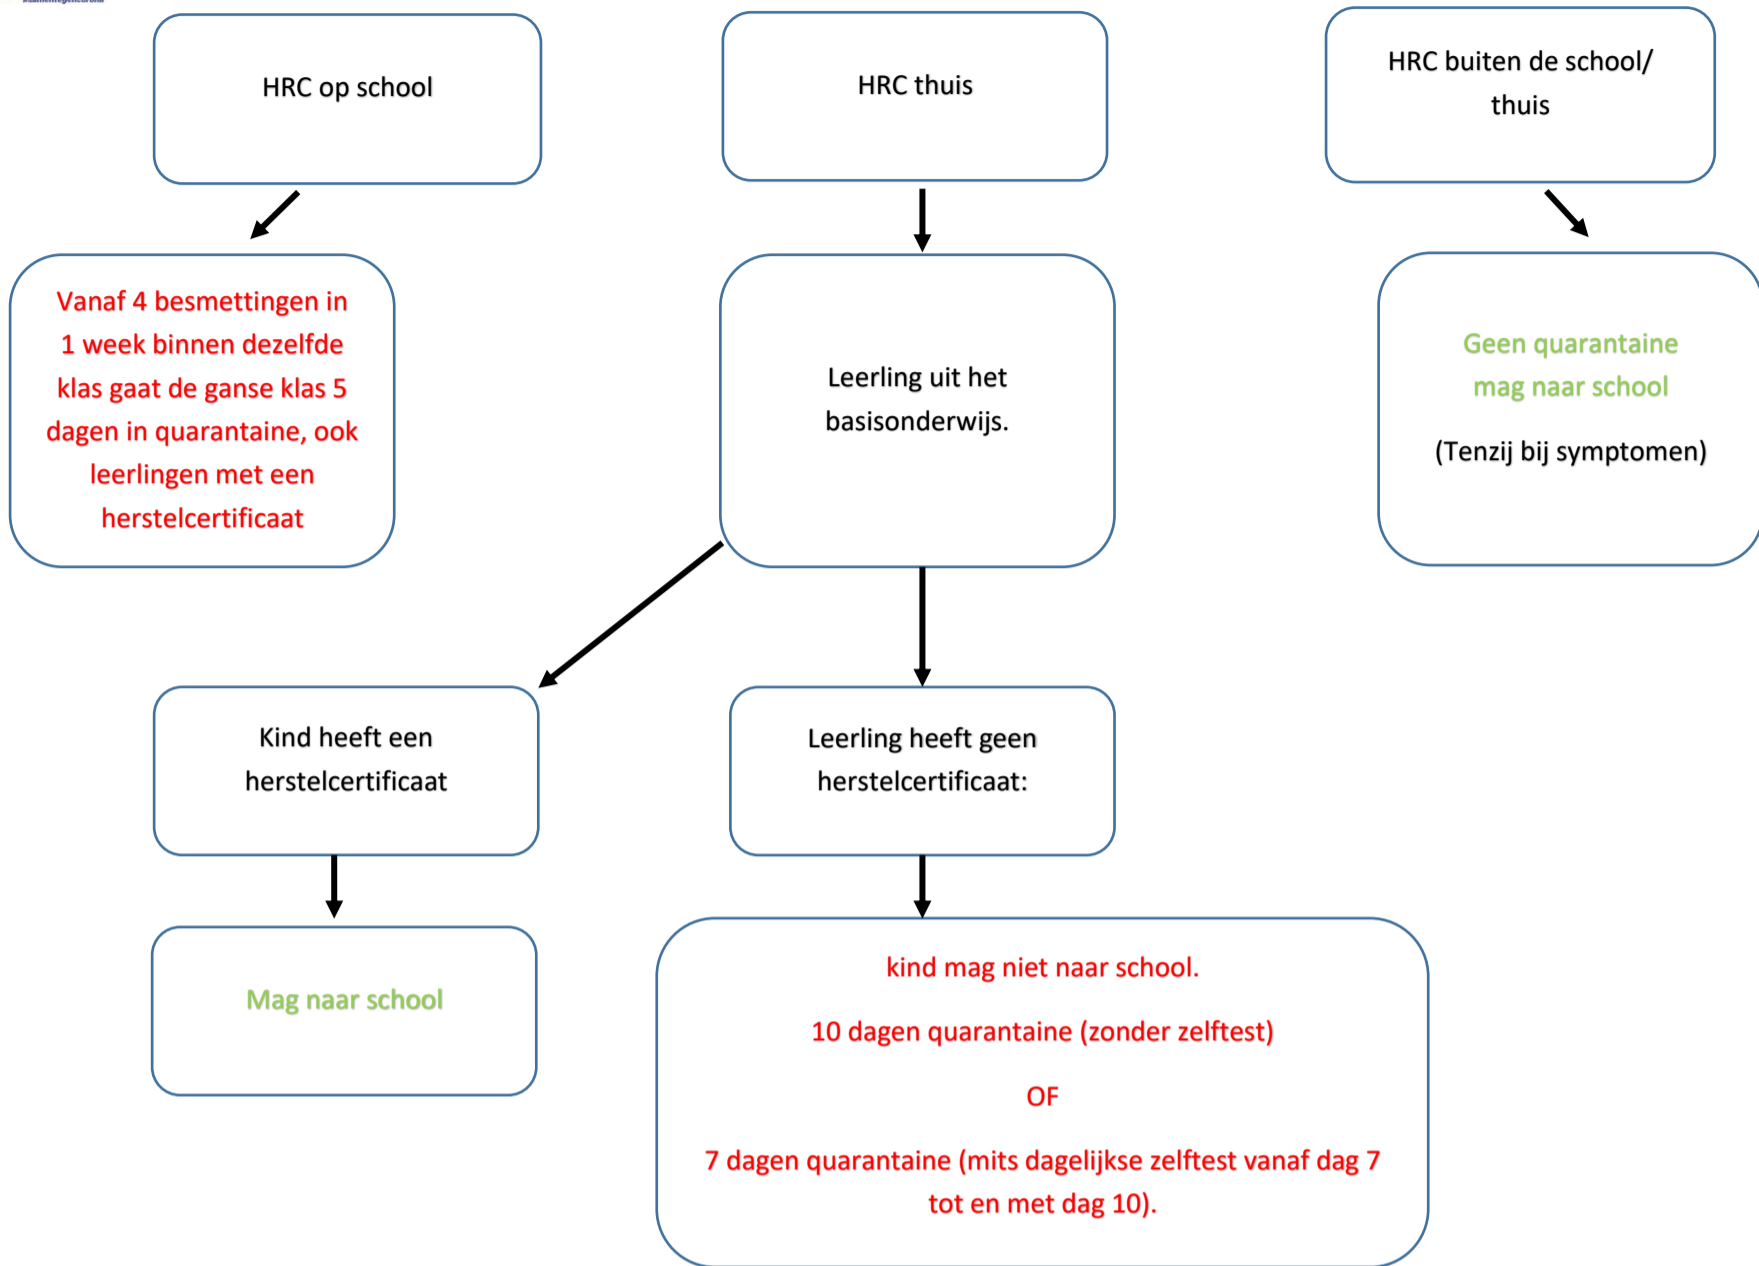 HRC op school
HRC thuis
HRC buiten de school/
thuis
Vanaf 4 besmettingen in
1 week binnen dezelfde
klas gaat de ganse klas 5
dagen in quarantaine, ook
leerlingen met een
herstelcertificaat
Leerling uit het
basisonderwijs.
Geen quarantaine
mag naar school
(Tenzij bij symptomen)
Kind heeft een
herstelcertificaat
Leerling heeft geen
herstelcertificaat:
Mag naar school
kind mag niet naar school.
10 dagen quarantaine (zonder zelftest)
OF
7 dagen quarantaine (mits dagelijkse zelftest vanaf dag 7
tot en met dag 10).